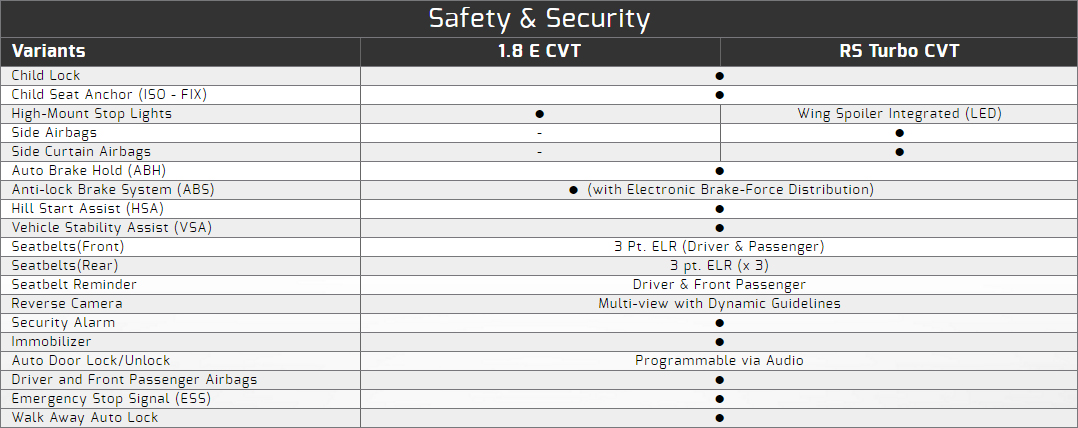 Safety & Security
Variants 1.8 E CVT RS Turbo CVT
Child Lock ●
Child Seat Anchor (ISO - FIX) ●
High-Mount Stop Lights ● Wing Spoiler Integrated (LED)
Side Airbags - ●
Side Curtain Airbags - ●
Auto Brake Hold (ABH) ●
Anti-lock Brake System (ABS) ● (with Electronic Brake-Force Distribution)
Hill Start Assist (HSA) ●
Vehicle Stability Assist (VSA) ●
Seatbelts(Front) 3 Pt. ELR (Driver & Passenger)
Seatbelts(Rear) 3 pt. ELR (x 3)
Seatbelt Reminder Driver & Front Passenger
Reverse Camera Multi-view with Dynamic Guidelines
Security Alarm ●
Immobilizer ●
Auto Door Lock/Unlock Programmable via Audio
Driver and Front Passenger Airbags ●
Emergency Stop Signal (ESS) ●
Walk Away Auto Lock ●